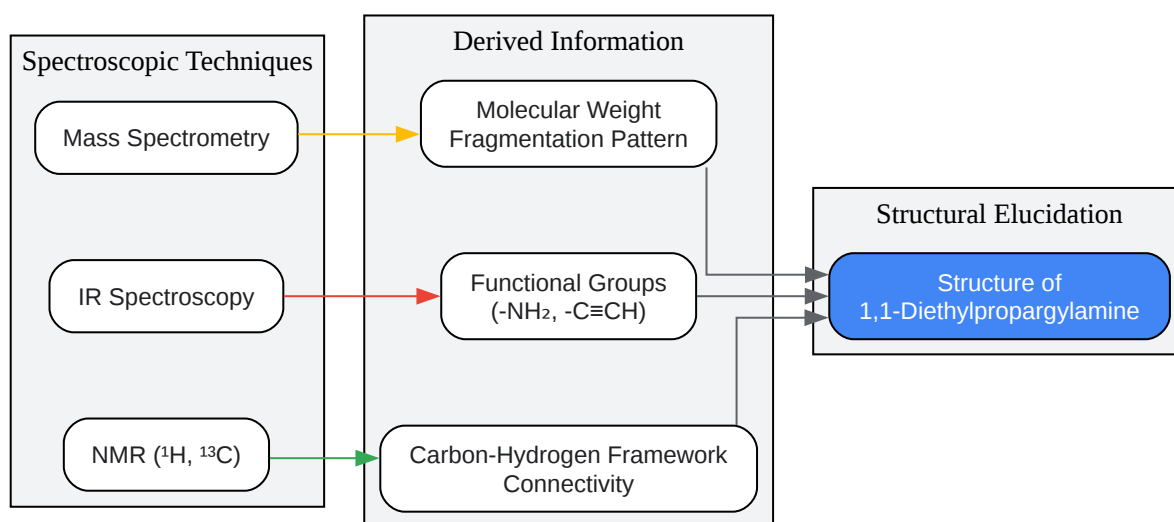 Spectroscopic Techniques
Mass Spectrometry
IR Spectroscopy
NMR (¹H, ¹³C)
Derived Information
Molecular Weight
Fragmentation Pattern
Functional Groups
(-NH₂, -C≡CH)
Carbon-Hydrogen Framework
Connectivity
Structural Elucidation
Structure of
1,1-Diethylpropargylamine